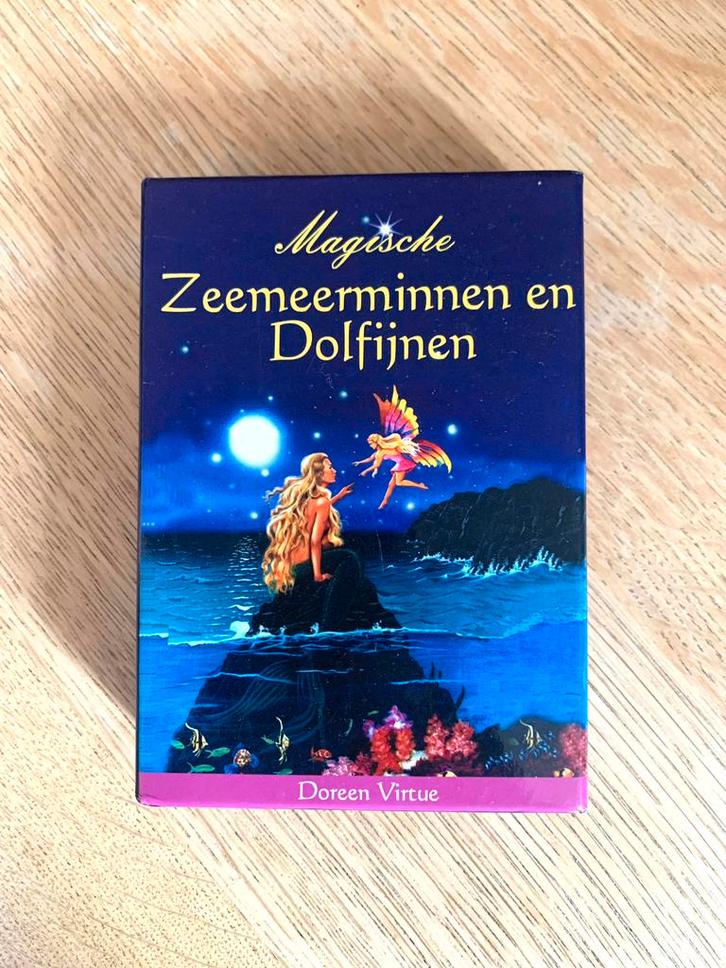 Magische
Zeemeerminnen en
Dolfijnen
Doreen Virtue